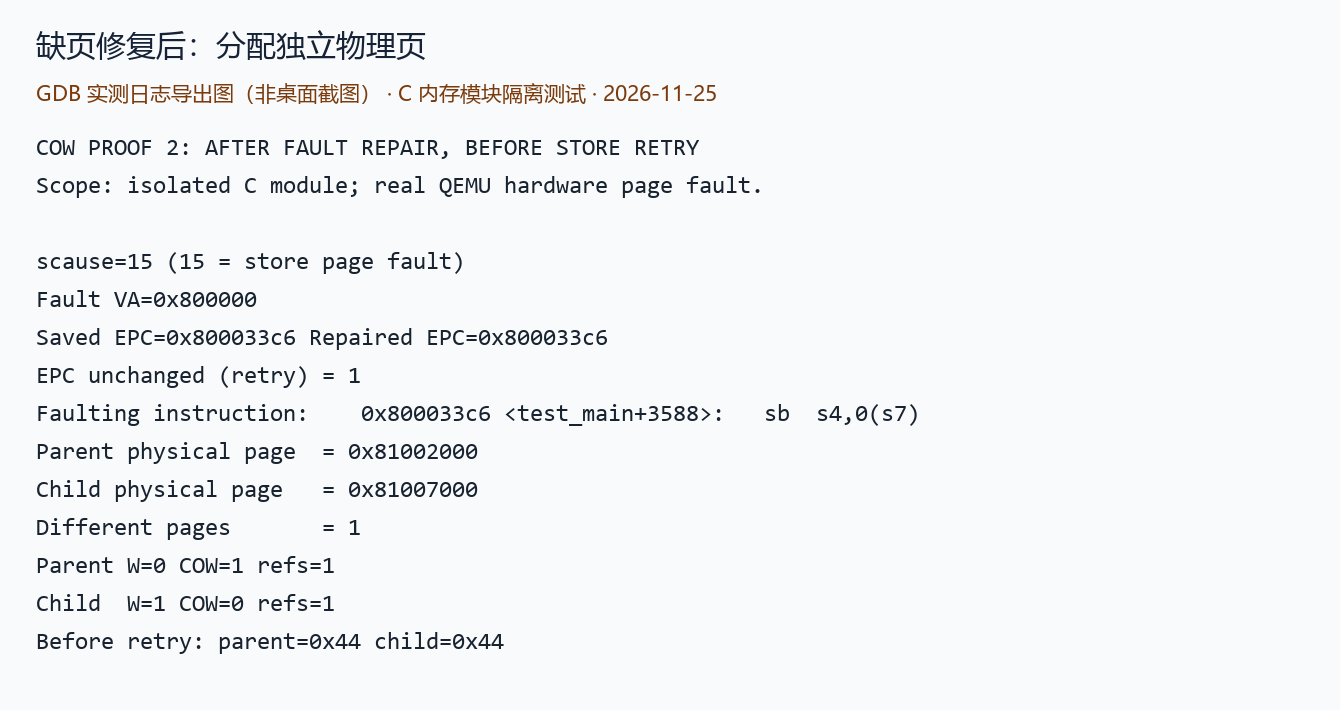 缺页修复后：分配独立物理页
GDB 实测日志导出图（非桌面截图）· C 内存模块隔离测试 · 2026-11-25
COW PROOF 2: AFTER FAULT REPAIR, BEFORE STORE RETRY
Scope: isolated C module; real QEMU hardware page fault.
scause=15 (15 = store page fault)
Fault VA=0x800000
Saved EPC=0x800033c6 Repaired EPC=0x800033c6
EPC unchanged (retry) = 1
Faulting instruction:    0x800033c6 <test_main+3588>:   sb  s4,0(s7)
Parent physical page  = 0x81002000
Child physical page   = 0x81007000
Different pages       = 1
Parent W=0 COW=1 refs=1
Child  W=1 COW=0 refs=1
Before retry: parent=0x44 child=0x44